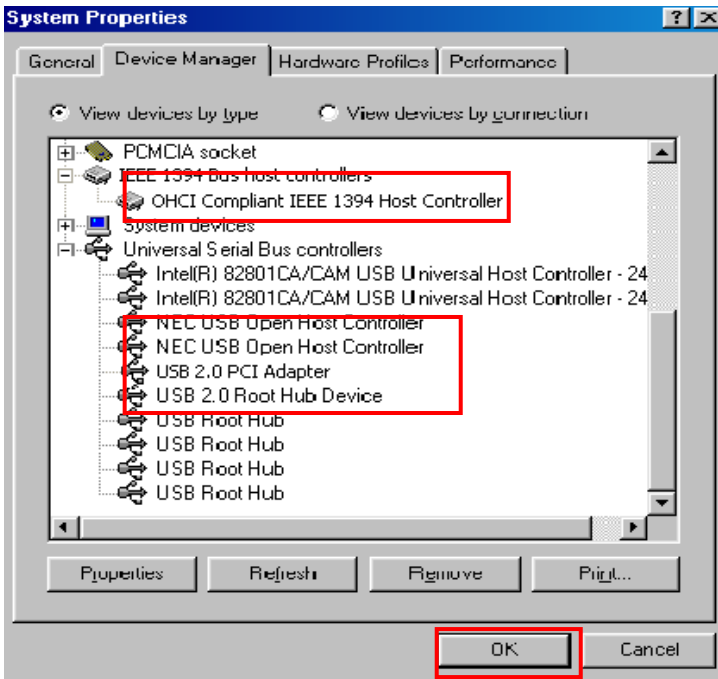 System Properties
General Device Manager Hardware Profiles Performance
View devices by type View devices by connection
PCMCIA socket
IEEE 1394 Bus host controllers
OHCI Compliant IEEE 1394 Host Controller
System devices
Universal Serial Bus controllers
Intel(R) 82801CA/CAM USB Universal Host Controller - 24
Intel(R) 82801CA/CAM USB Universal Host Controller - 24
NEC USB Open Host Controller
NEC USB Open Host Controller
USB 2.0 PCI Adapter
USB 2.0 Root Hub Device
USB Root Hub
USB Root Hub
USB Root Hub
USB Root Hub
Properties Refresh Remove Print...
OK Cancel